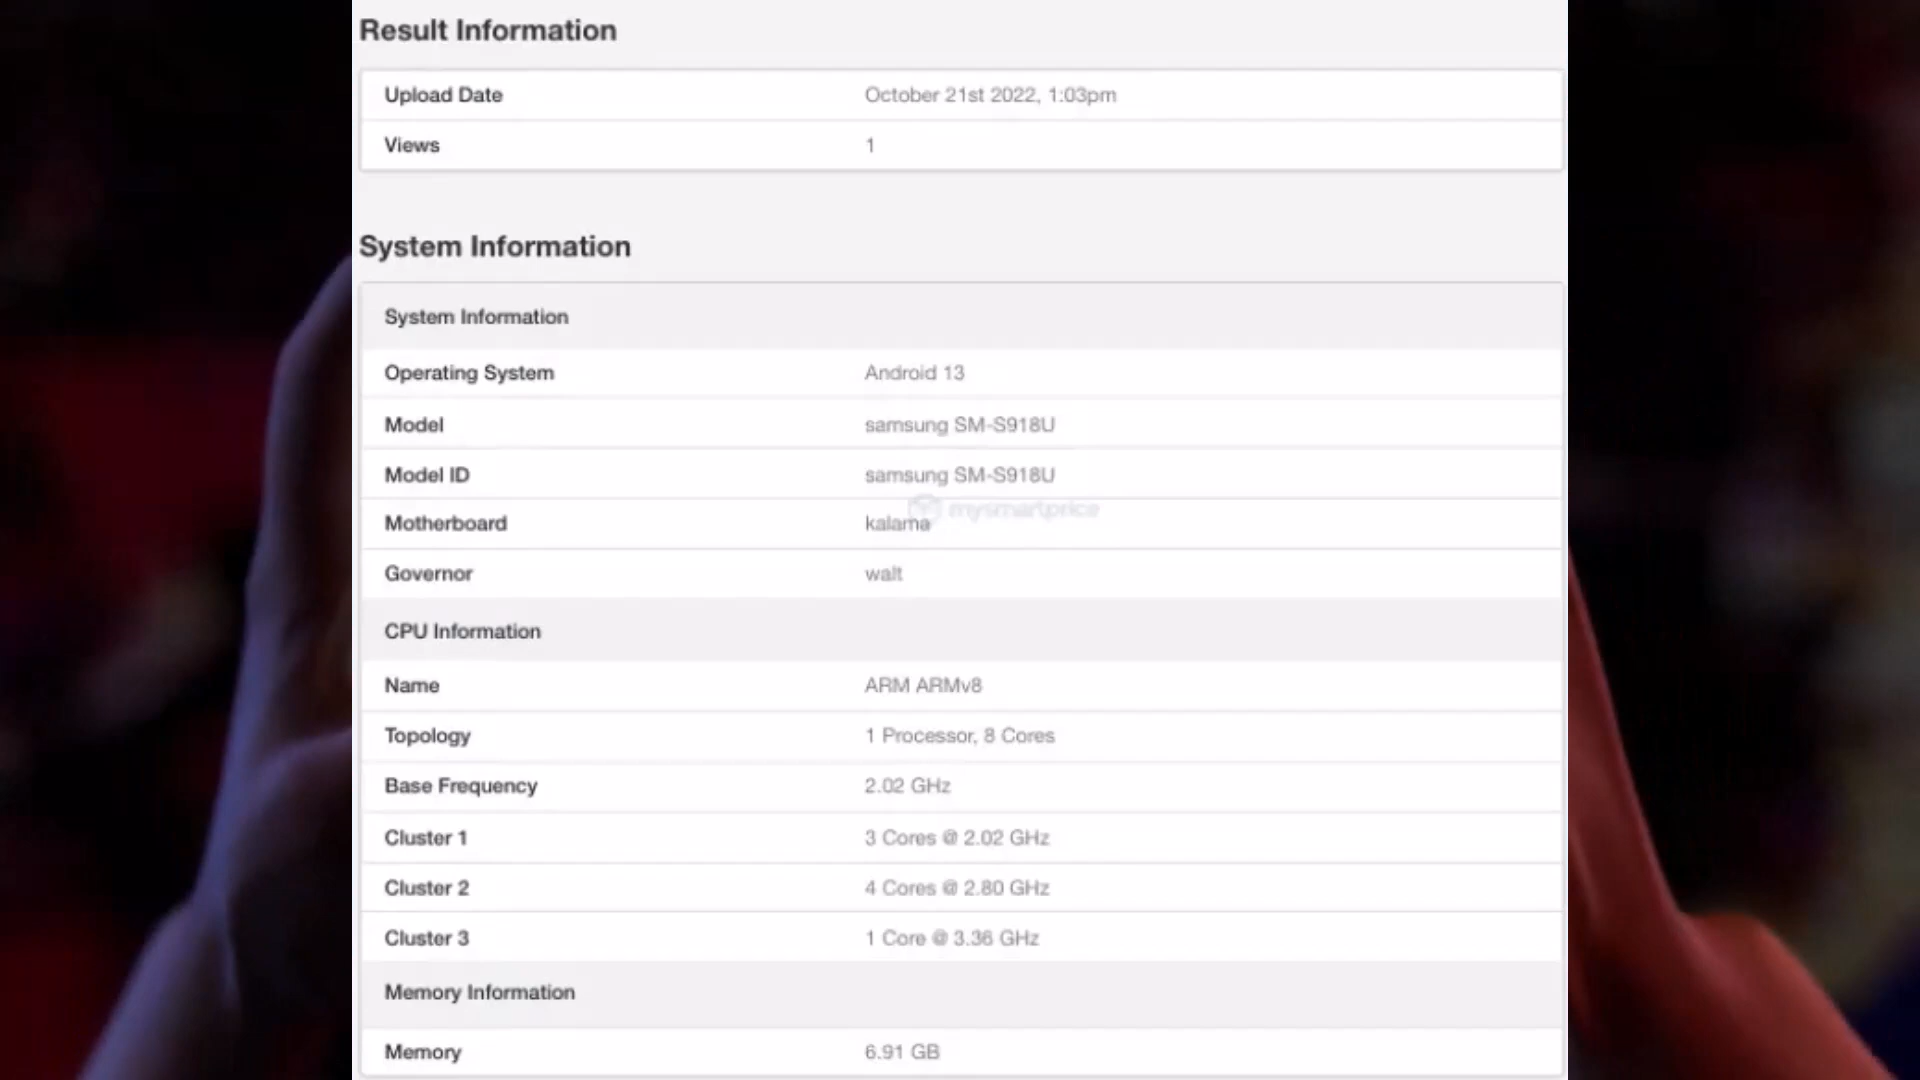 Result Information
Upload Date October 21st 2022, 1:03pm
Views 1
System Information
System Information
Operating System Android 13
Model samsung SM-S918U
Model ID samsung SM-S918U
mysmartprice
Motherboard kalama
Governor walt
CPU Information
Name ARM ARMv8
Topology 1 Processor, 8 Cores
Base Frequency 2.02 GHz
Cluster 1 3 Cores @ 2.02 GHz
Cluster 2 4 Cores @ 2.80 GHz
Cluster 3 1 Core @ 3.36 GHz
Memory Information
Memory 6.91 GB